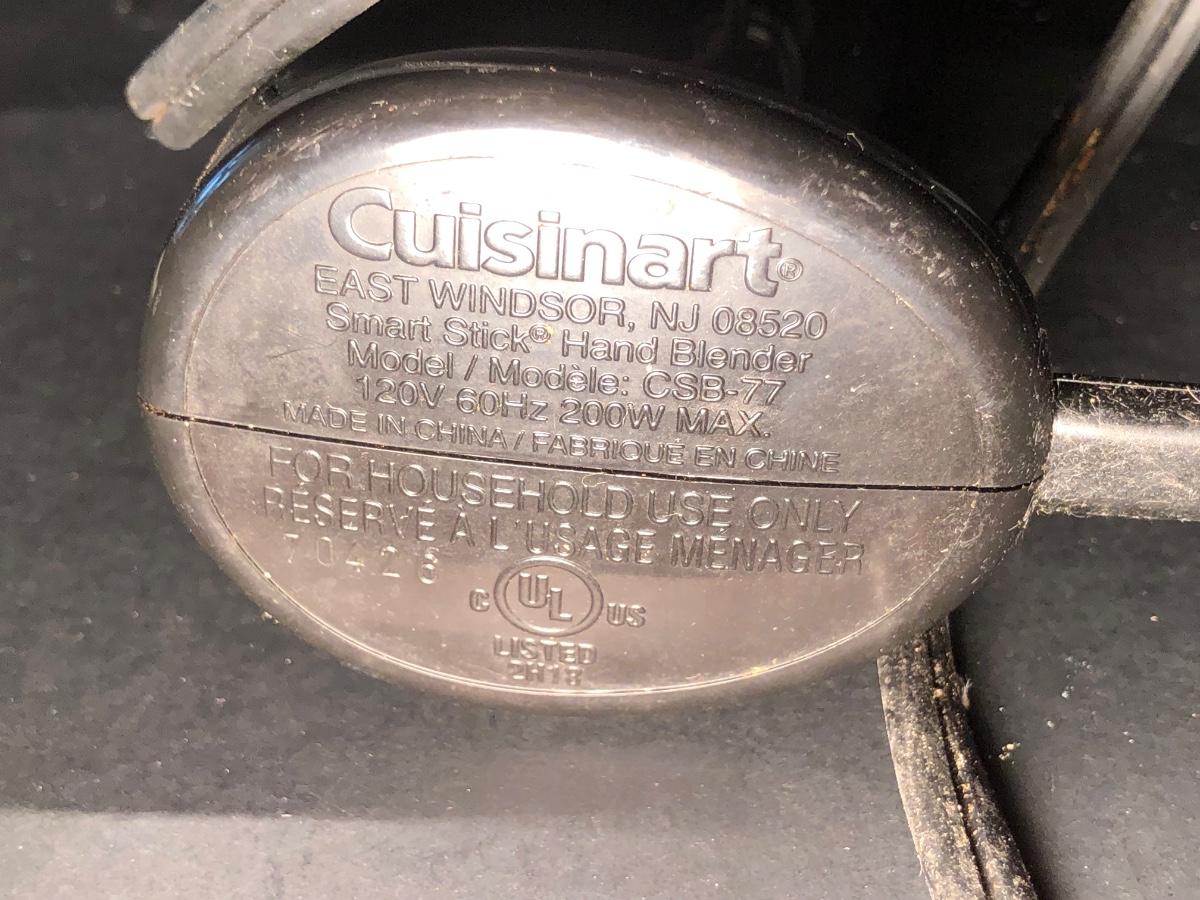 Cuisinart®
EAST WINDSOR, NJ 08520
Smart Stick® Hand Blender
Model / Modèle: CSB-77
120V 60Hz 200W MAX.
MADE IN CHINA / FABRIQUÉ EN CHINE
FOR HOUSEHOLD USE ONLY
RÉSERVÉ À L'USAGE MÉNAGER
70426
C UL US
LISTED
2H13